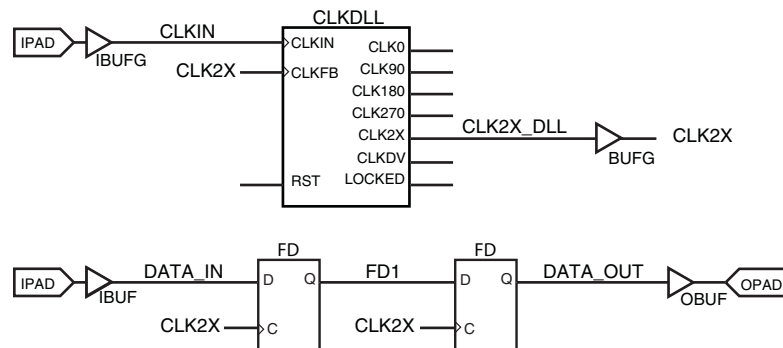 CLKDLL
IPAD
IBUFG
CLKIN
CLKIN
CLK2X
CLKFB
RST
CLK0
CLK90
CLK180
CLK270
CLK2X
CLKDV
LOCKED
CLK2X_DLL
BUFG
CLK2X
IPAD
IBUF
DATA_IN
FD
D
Q
CLK2X
C
FD1
FD
D
Q
CLK2X
C
DATA_OUT
OBUF
OPAD